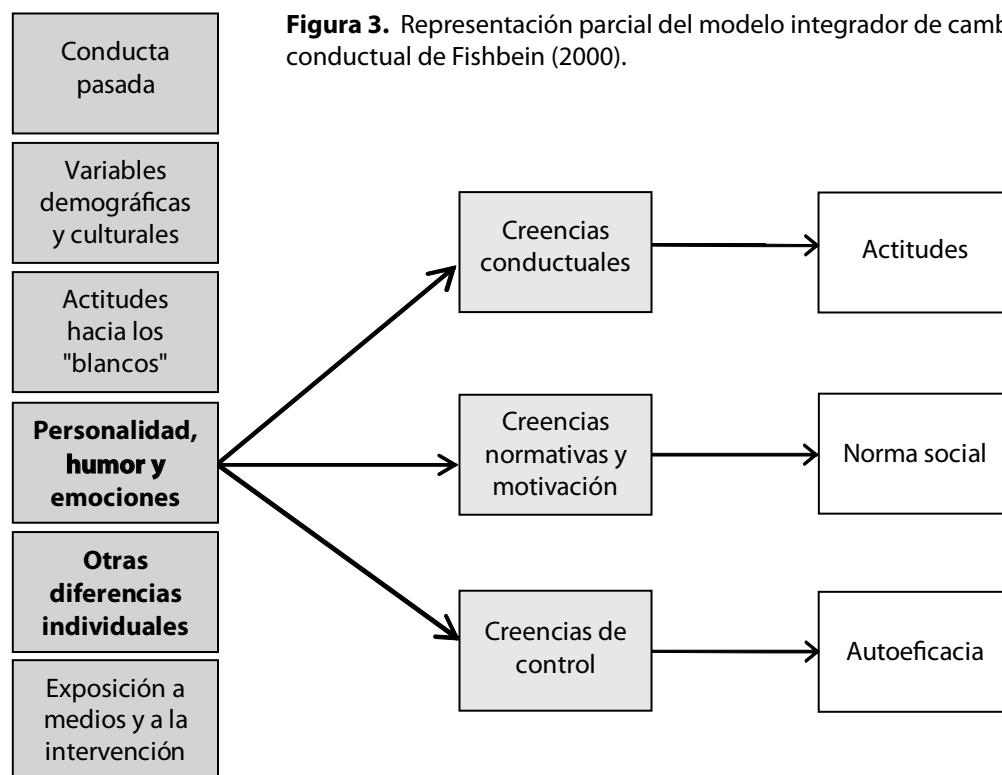 Figura 3. Representación parcial del modelo integrador de camb
conductual de Fishbein (2000).
Conducta
pasada
Variables
demográficas
y culturales
Actitudes
hacia los
"blancos"
Personalidad,
humor y
emociones
Otras
diferencias
individuales
Exposición a
medios y a la
intervención
Creencias
conductuales
Creencias
normativas y
motivación
Creencias de
control
Actitudes
Norma social
Autoeficacia